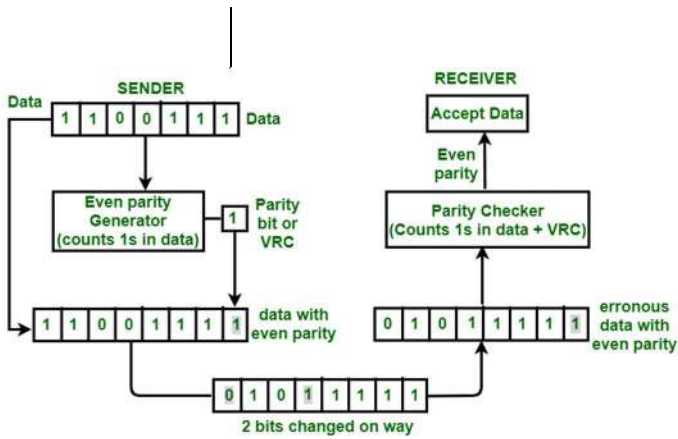 SENDER
Data
1 1 0 0 1 1 1
Data
Even parity
Generator
(counts 1s in data)
1
Parity
bit or
VRC
1 1 0 0 1 1 1 1
data with
even parity
0 1 0 1 1 1 1 1
2 bits changed on way
RECEIVER
Accept Data
Even
parity
Parity Checker
(Counts 1s in data + VRC)
0 1 0 1 1 1 1 1
erronous
data with
even parity